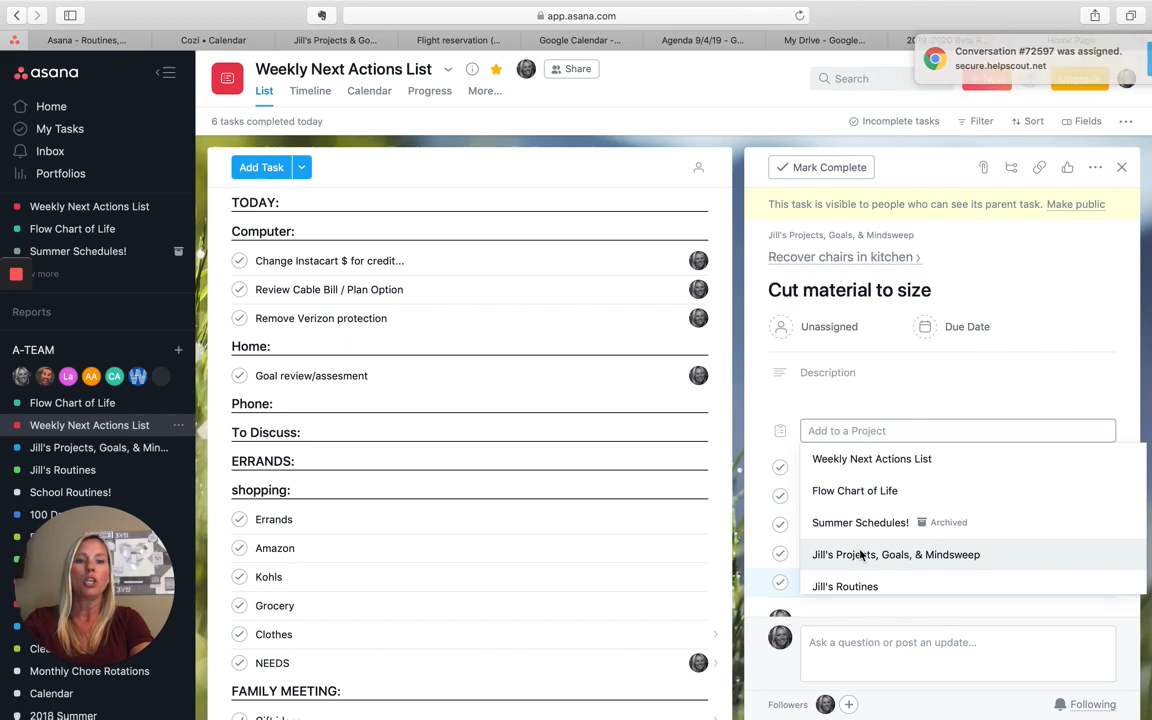 app.asana.com
Asana - Routines,...
Cozi • Calendar
Jill's Projects & Go...
Flight reservation (...
Google Calendar -...
Agenda 9/4/19 - G...
My Drive - Google...
Conversation #72597 was assigned.
secure.helpscout.net
asana
Home
My Tasks
Inbox
Portfolios
Weekly Next Actions List
Flow Chart of Life
Summer Schedules!
w more
Reports
A-TEAM
La
AA
CA
Flow Chart of Life
Weekly Next Actions List
Jill's Projects, Goals, & Min...
Jill's Routines
School Routines!
100 D
Cle
Monthly Chore Rotations
Calendar
2018 Summer
Weekly Next Actions List
Share
List
Timeline
Calendar
Progress
More...
Search
6 tasks completed today
Incomplete tasks
Filter
Sort
Fields
Add Task
TODAY:
Computer:
Change Instacart $ for credit...
Review Cable Bill / Plan Option
Remove Verizon protection
Home:
Goal review/assesment
Phone:
To Discuss:
ERRANDS:
shopping:
Errands
Amazon
Kohls
Grocery
Clothes
NEEDS
FAMILY MEETING:
Mark Complete
This task is visible to people who can see its parent task. Make public
Jill's Projects, Goals, & Mindsweep
Recover chairs in kitchen ›
Cut material to size
Unassigned
Due Date
Description
Add to a Project
Weekly Next Actions List
Flow Chart of Life
Summer Schedules! Archived
Jill's Projects, Goals, & Mindsweep
Jill's Routines
Ask a question or post an update...
Followers
Following